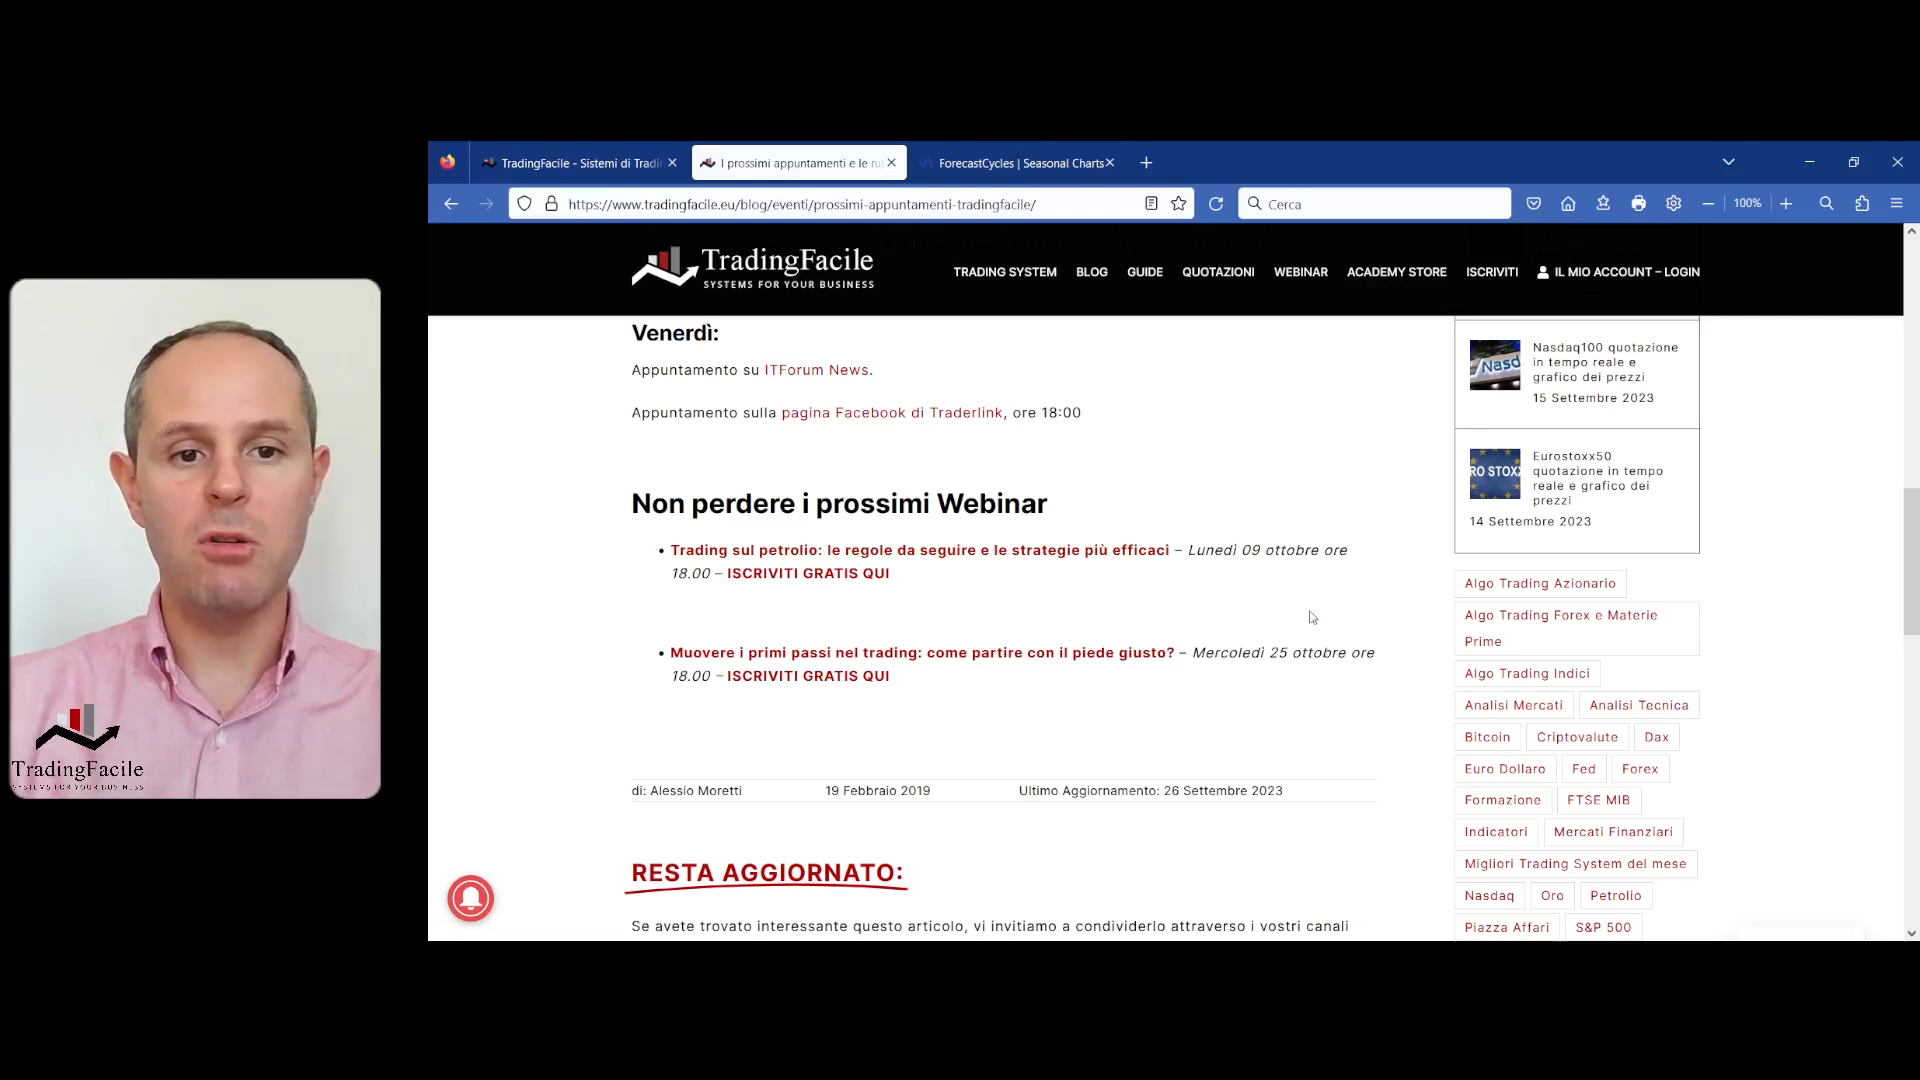 TradingFacile - Sistemi di Tradin
I prossimi appuntamenti e le ru
ForecastCycles | Seasonal Charts
https://www.tradingfacile.eu/blog/eventi/prossimi-appuntamenti-tradingfacile/
Cerca
100%
TradingFacile
SYSTEMS FOR YOUR BUSINESS
TRADING SYSTEM
BLOG
GUIDE
QUOTAZIONI
WEBINAR
ACADEMY STORE
ISCRIVITI
IL MIO ACCOUNT – LOGIN
Venerdì:
Appuntamento su ITForum News.
Appuntamento sulla pagina Facebook di Traderlink, ore 18:00
Non perdere i prossimi Webinar
• Trading sul petrolio: le regole da seguire e le strategie più efficaci – Lunedì 09 ottobre ore
18.00 – ISCRIVITI GRATIS QUI
• Muovere i primi passi nel trading: come partire con il piede giusto? – Mercoledì 25 ottobre ore
18.00 – ISCRIVITI GRATIS QUI
di: Alessio Moretti
19 Febbraio 2019
Ultimo Aggiornamento: 26 Settembre 2023
RESTA AGGIORNATO:
Se avete trovato interessante questo articolo, vi invitiamo a condividerlo attraverso i vostri canali
Nasd
Nasdaq100 quotazione
in tempo reale e
grafico dei prezzi
15 Settembre 2023
RO STOXX
Eurostoxx50
quotazione in tempo
reale e grafico dei
prezzi
14 Settembre 2023
Algo Trading Azionario
Algo Trading Forex e Materie
Prime
Algo Trading Indici
Analisi Mercati
Analisi Tecnica
Bitcoin
Criptovalute
Dax
Euro Dollaro
Fed
Forex
Formazione
FTSE MIB
Indicatori
Mercati Finanziari
Migliori Trading System del mese
Nasdaq
Oro
Petrolio
Piazza Affari
S&P 500
TradingFacile
SYSTEMS FOR YOUR BUSINESS